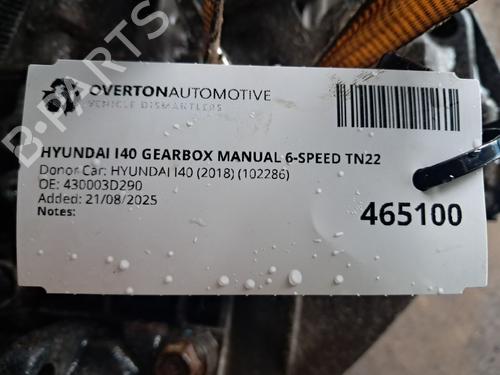 OVERTONAUTOMOTIVE
VEHICLE DISMANTLERS
HYUNDAI I40 GEARBOX MANUAL 6-SPEED TN22
Donor Car: HYUNDAI I40 (2018) (102286)
OE: 430003D290
Added: 21/08/2025
Notes:
465100
B-PARTS